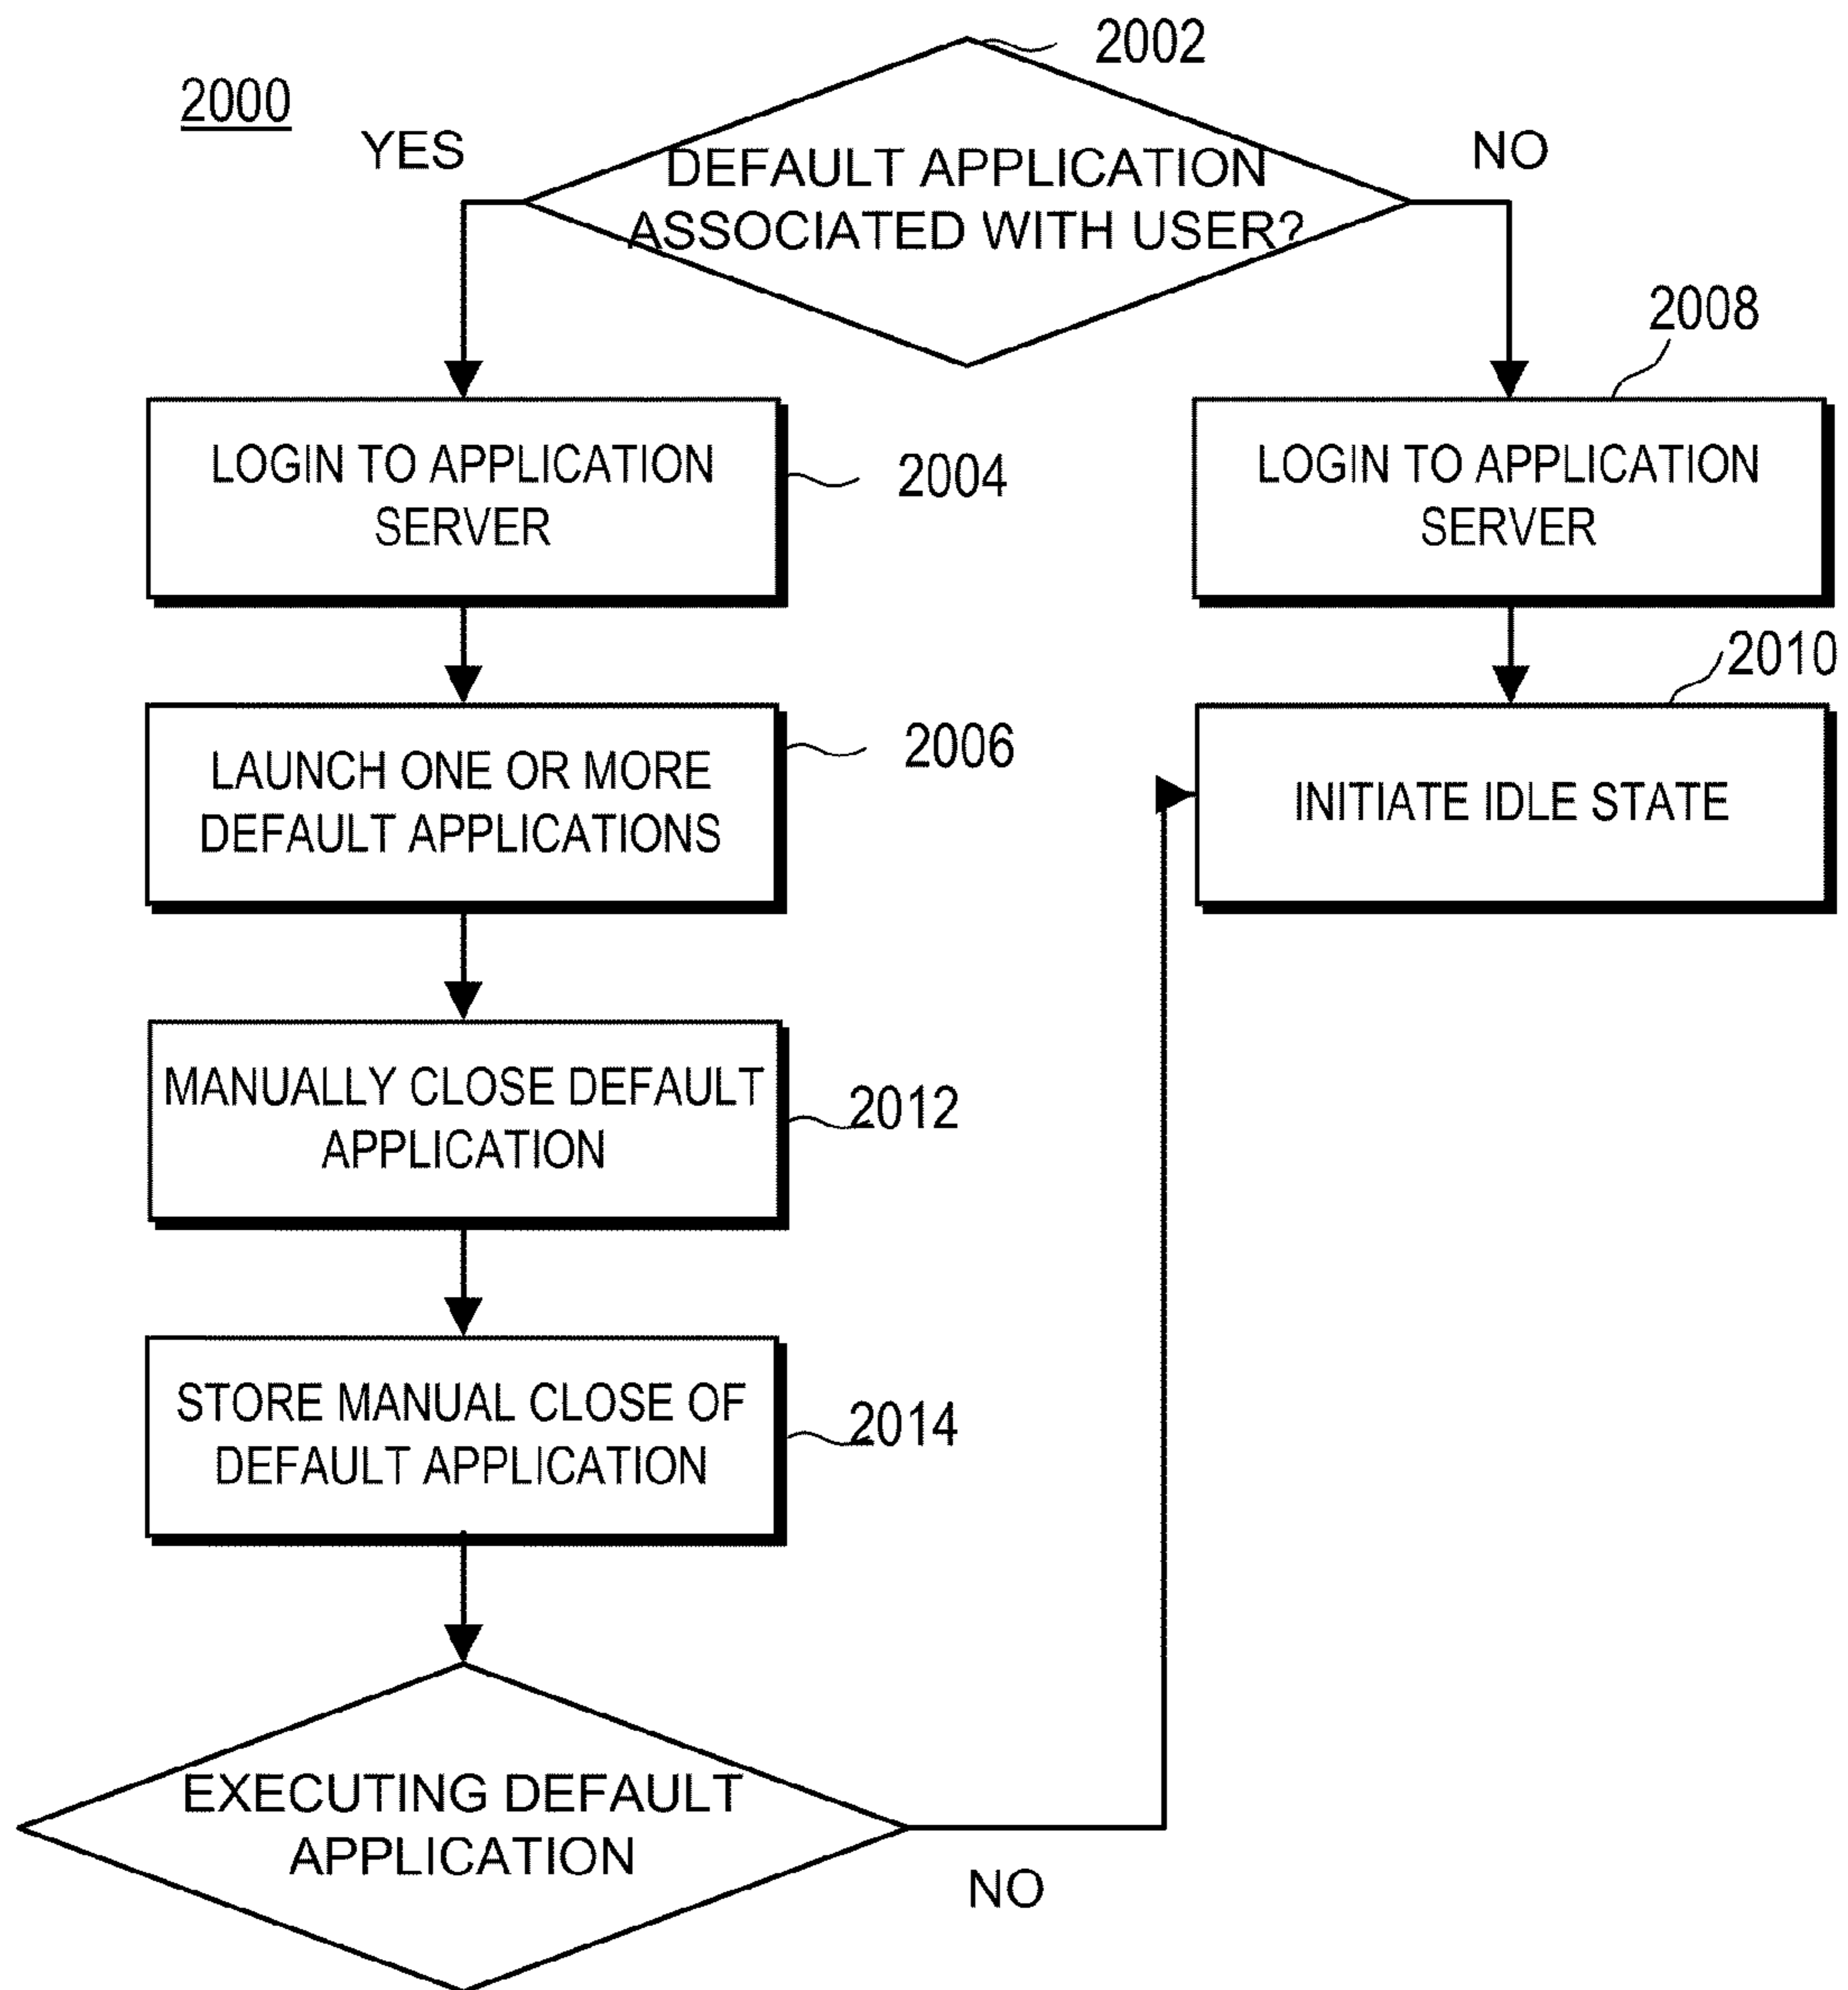 2002
2000
YES
NO
DEFAULT APPLICATION
ASSOCIATED WITH USER?
2008
LOGIN TO APPLICATION
SERVER
2004
LOGIN TO APPLICATION
SERVER
2010
LAUNCH ONE OR MORE
DEFAULT APPLICATIONS
2006
INITIATE IDLE STATE
MANUALLY CLOSE DEFAULT
APPLICATION
2012
STORE MANUAL CLOSE OF
DEFAULT APPLICATION
2014
EXECUTING DEFAULT
APPLICATION
NO